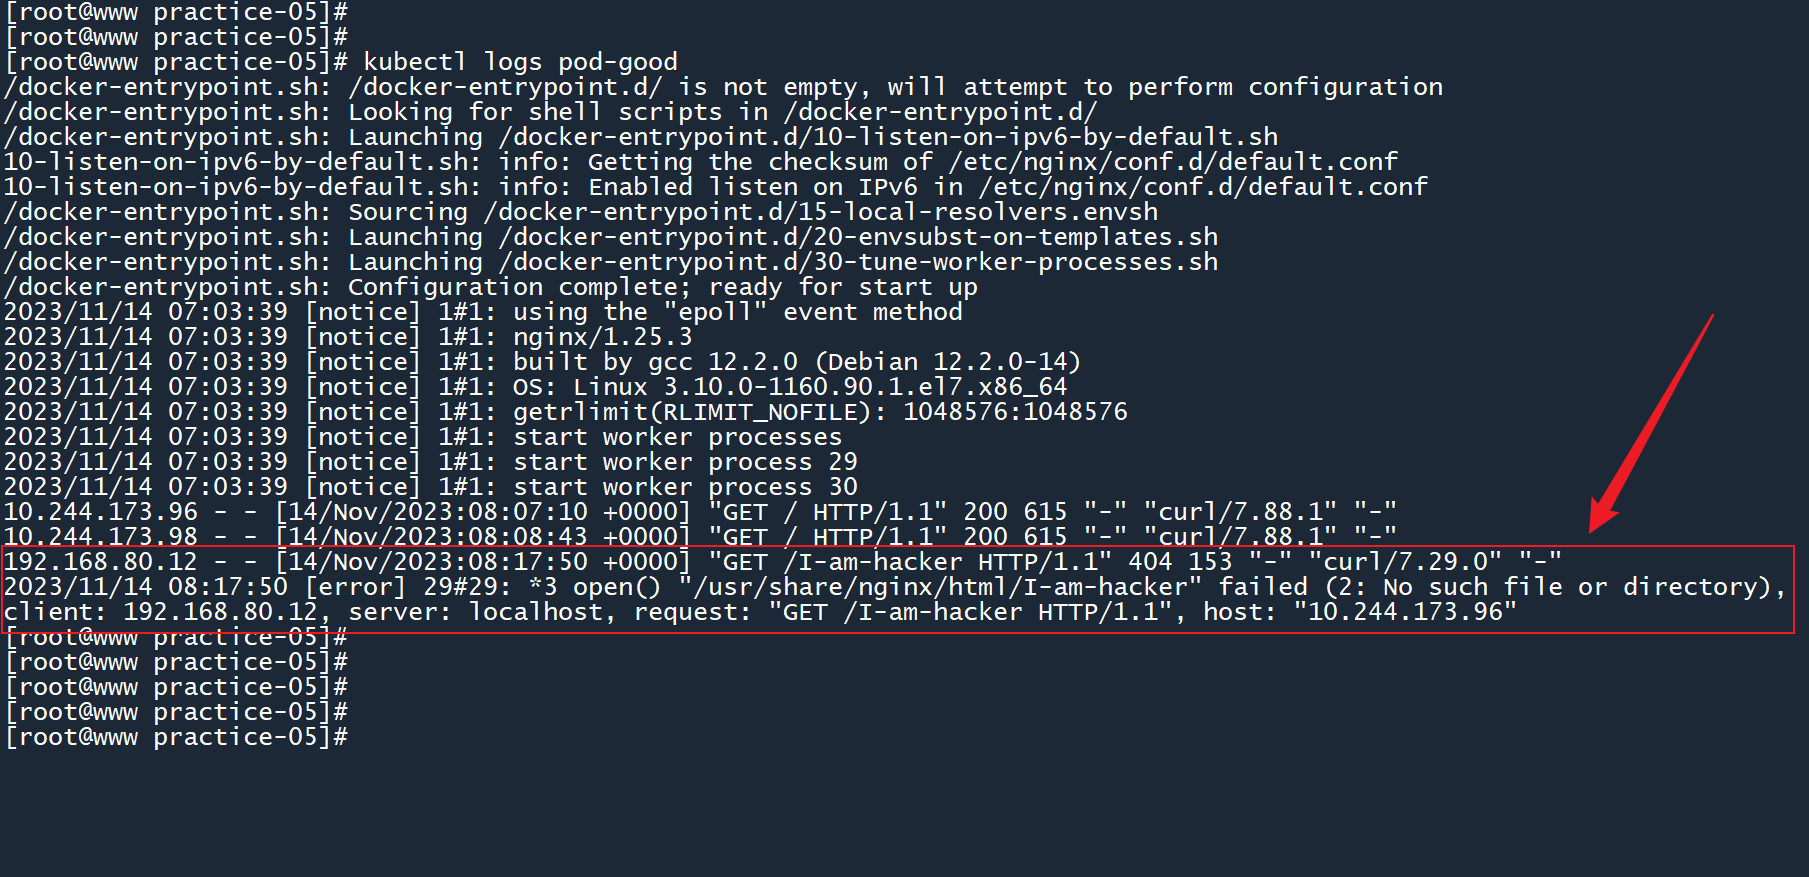 [root@www practice-05]#
[root@www practice-05]#
[root@www practice-05]# kubectl logs pod-good
/docker-entrypoint.sh: /docker-entrypoint.d/ is not empty, will attempt to perform configuration
/docker-entrypoint.sh: Looking for shell scripts in /docker-entrypoint.d/
/docker-entrypoint.sh: Launching /docker-entrypoint.d/10-listen-on-ipv6-by-default.sh
10-listen-on-ipv6-by-default.sh: info: Getting the checksum of /etc/nginx/conf.d/default.conf
10-listen-on-ipv6-by-default.sh: info: Enabled listen on IPv6 in /etc/nginx/conf.d/default.conf
/docker-entrypoint.sh: Sourcing /docker-entrypoint.d/15-local-resolvers.envsh
/docker-entrypoint.sh: Launching /docker-entrypoint.d/20-envsubst-on-templates.sh
/docker-entrypoint.sh: Launching /docker-entrypoint.d/30-tune-worker-processes.sh
/docker-entrypoint.sh: Configuration complete; ready for start up
2023/11/14 07:03:39 [notice] 1#1: using the "epoll" event method
2023/11/14 07:03:39 [notice] 1#1: nginx/1.25.3
2023/11/14 07:03:39 [notice] 1#1: built by gcc 12.2.0 (Debian 12.2.0-14)
2023/11/14 07:03:39 [notice] 1#1: OS: Linux 3.10.0-1160.90.1.el7.x86_64
2023/11/14 07:03:39 [notice] 1#1: getrlimit(RLIMIT_NOFILE): 1048576:1048576
2023/11/14 07:03:39 [notice] 1#1: start worker processes
2023/11/14 07:03:39 [notice] 1#1: start worker process 29
2023/11/14 07:03:39 [notice] 1#1: start worker process 30
10.244.173.96 - - [14/Nov/2023:08:07:10 +0000] "GET / HTTP/1.1" 200 615 "-" "curl/7.88.1" "-"
10.244.173.98 - - [14/Nov/2023:08:08:43 +0000] "GET / HTTP/1.1" 200 615 "-" "curl/7.88.1" "-"
192.168.80.12 - - [14/Nov/2023:08:17:50 +0000] "GET /I-am-hacker HTTP/1.1" 404 153 "-" "curl/7.29.0" "-"
2023/11/14 08:17:50 [error] 29#29: *3 open() "/usr/share/nginx/html/I-am-hacker" failed (2: No such file or directory),
client: 192.168.80.12, server: localhost, request: "GET /I-am-hacker HTTP/1.1", host: "10.244.173.96"
[root@www practice-05]#
[root@www practice-05]#
[root@www practice-05]#
[root@www practice-05]#
[root@www practice-05]#